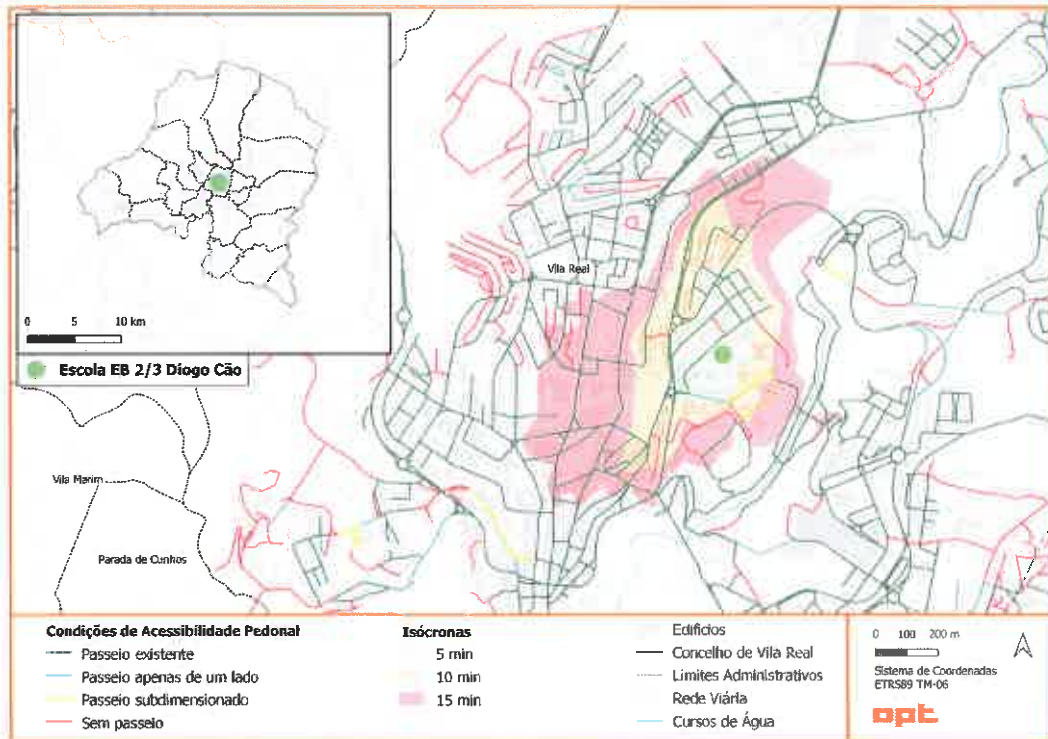 0 5 10 km
Escola EB 2/3 Diogo Cão
Vila Real
Vila Marim
Parada de Cunhos
Condições de Acessibilidade Pedonal
Passeio existente
Passeio apenas de um lado
Passeio subdimensionado
Sem passeio
Isócronas
5 min
10 min
15 min
Edifícios
Concelho de Vila Real
Limites Administrativos
Rede Viária
Cursos de Água
0 100 200 m
Sistema de Coordenadas
ETRS89 TM-06
opt